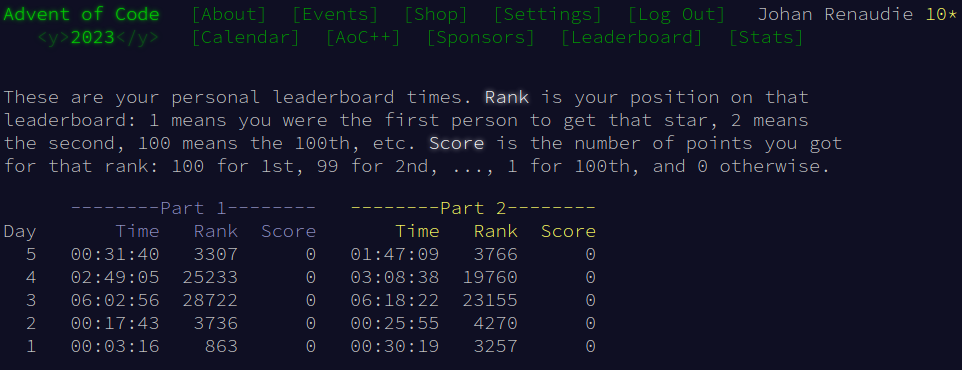 Advent of Code [About] [Events] [Shop] [Settings] [Log Out] Johan Renaudie 10*
<y>2023</y> [Calendar] [AoC++] [Sponsors] [Leaderboard] [Stats]
These are your personal leaderboard times. Rank is your position on that
leaderboard: 1 means you were the first person to get that star, 2 means
the second, 100 means the 100th, etc. Score is the number of points you got
for that rank: 100 for 1st, 99 for 2nd, ..., 1 for 100th, and 0 otherwise.
--------Part 1-------- --------Part 2--------
Day Time Rank Score Time Rank Score
5 00:31:40 3307 0 01:47:09 3766 0
4 02:49:05 25233 0 03:08:38 19760 0
3 06:02:56 28722 0 06:18:22 23155 0
2 00:17:43 3736 0 00:25:55 4270 0
1 00:03:16 863 0 00:30:19 3257 0